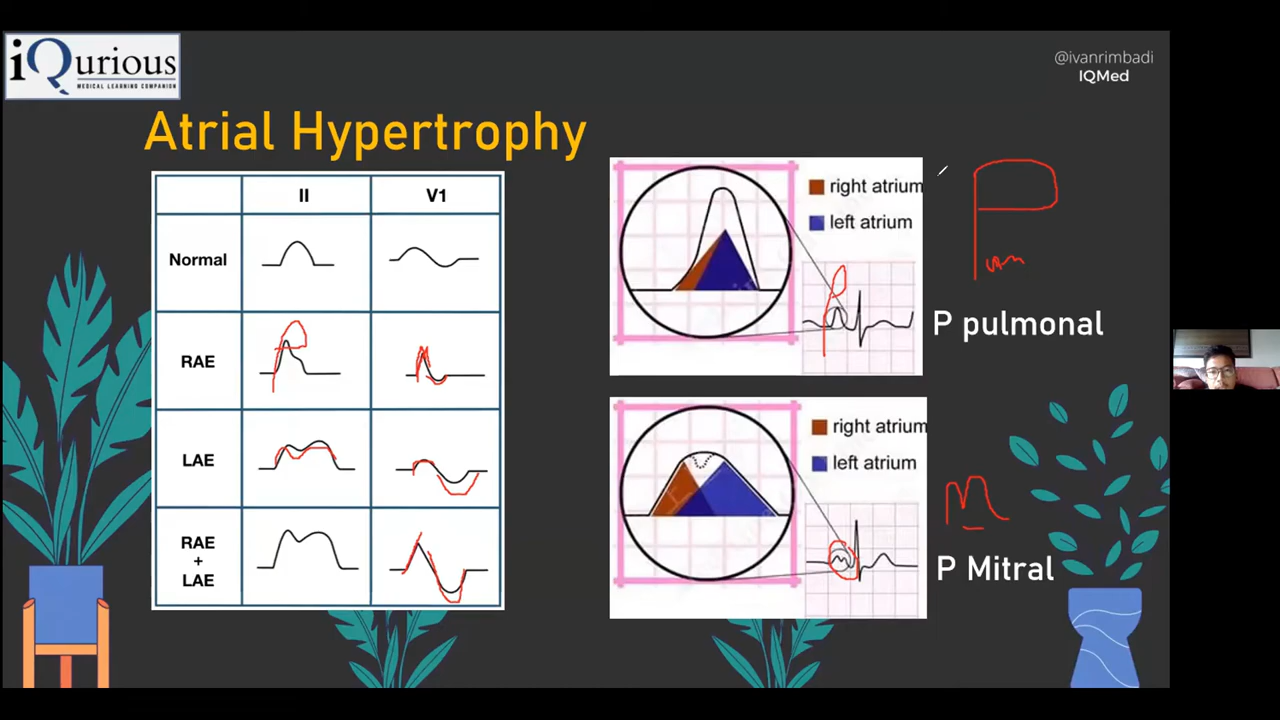 iQurious
MEDICAL LEARNING COMPANION
@ivanrimbadi
IQMed
Atrial Hypertrophy
II V1
Normal
RAE
LAE
RAE
+
LAE
right atrium
left atrium
P
P pulmonal
right atrium
left atrium
M
P Mitral